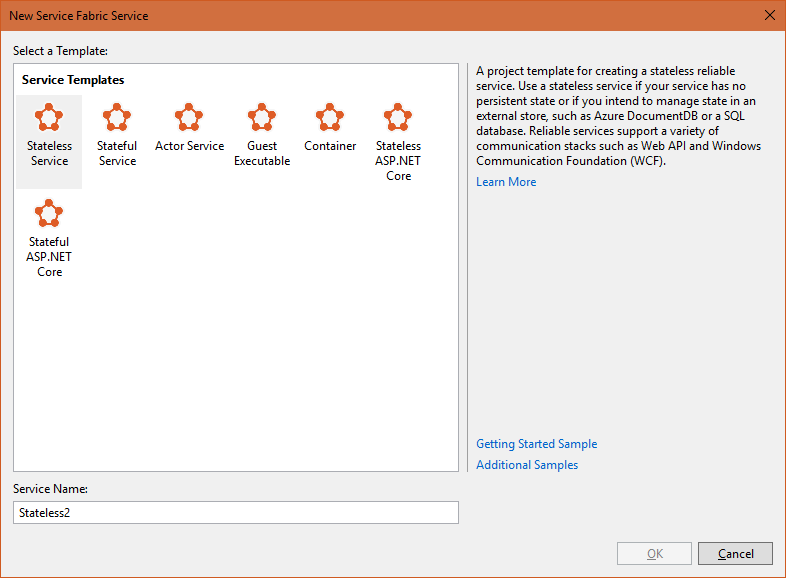 New Service Fabric Service
Select a Template:
Service Templates
Stateless
Service
Stateful
Service
Actor Service
Guest
Executable
Container
Stateless
ASP.NET
Core
Stateful
ASP.NET
Core
A project template for creating a stateless reliable
service. Use a stateless service if your service has no
persistent state or if you intend to manage state in an
external store, such as Azure DocumentDB or a SQL
database. Reliable services support a variety of
communication stacks such as Web API and Windows
Communication Foundation (WCF).
Learn More
Getting Started Sample
Additional Samples
Service Name:
Stateless2
OK
Cancel